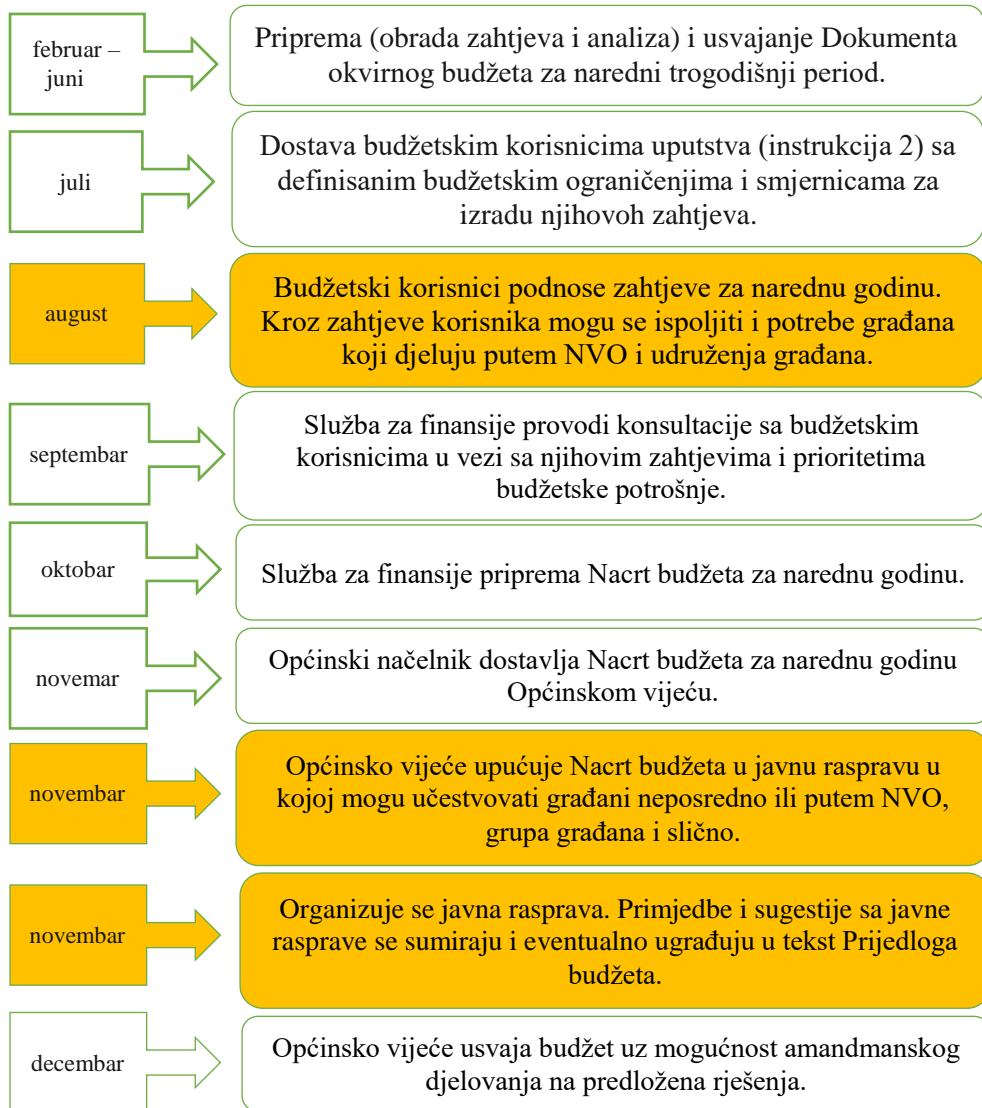 februar –
juni
Priprema (obrada zahtjeva i analiza) i usvajanje Dokumenta
okvirnog budžeta za naredni trogodišnji period.
juli
Dostava budžetskim korisnicima uputstva (instrukcija 2) sa
definisanim budžetskim ograničenjima i smjernicama za
izradu njihovoh zahtjeva.
august
Budžetski korisnici podnose zahtjeve za narednu godinu.
Kroz zahtjeve korisnika mogu se ispoljiti i potrebe građana
koji djeluju putem NVO i udruženja građana.
septembar
Služba za finansije provodi konsultacije sa budžetskim
korisnicima u vezi sa njihovim zahtjevima i prioritetima
budžetske potrošnje.
oktobar
Služba za finansije priprema Nacrt budžeta za narednu godinu.
novemar
Općinski načelnik dostavlja Nacrt budžeta za narednu godinu
Općinskom vijeću.
novembar
Općinsko vijeće upućuje Nacrt budžeta u javnu raspravu u
kojoj mogu učestvovati građani neposredno ili putem NVO,
grupa građana i slično.
novembar
Organizuje se javna rasprava. Primjedbe i sugestije sa javne
rasprave se sumiraju i eventualno ugrađuju u tekst Prijedloga
budžeta.
decembar
Općinsko vijeće usvaja budžet uz mogućnost amandmanskog
djelovanja na predložena rješenja.